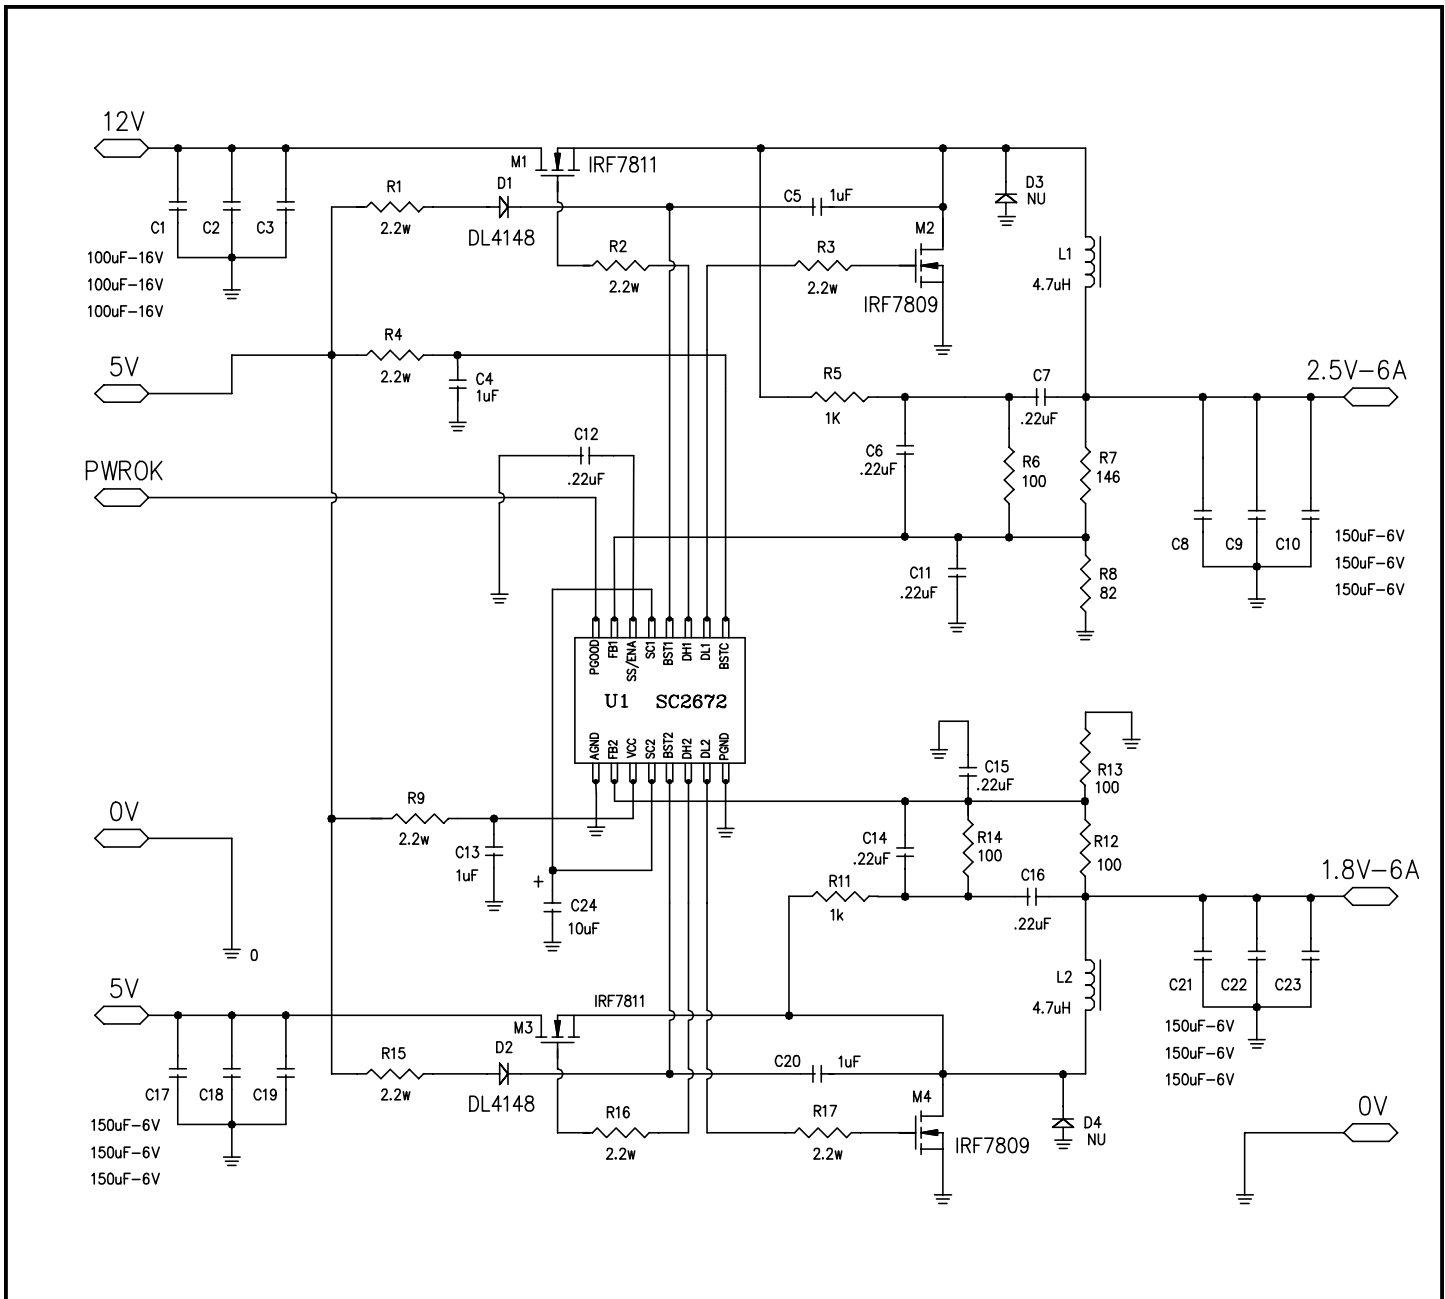 12V
M1
IRF7811
R1
2.2w
D1
DL4148
C5
1uF
D3
NU
C1
C2
C3
100uF-16V
100uF-16V
100uF-16V
R2
2.2w
R3
2.2w
M2
IRF7809
L1
4.7uH
5V
R4
2.2w
C4
1uF
R5
1K
C7
.22uF
2.5V-6A
PWROK
C12
.22uF
C6
.22uF
R6
100
R7
146
C8
C9
C10
150uF-6V
150uF-6V
150uF-6V
C11
.22uF
R8
82
PGOOD
FB1
SS/ENA
SC1
BST1
DH1
DL1
BSTC
U1
SC2672
AGND
FB2
VCC
SC2
BST2
DH2
DL2
PGND
C15
.22uF
R13
100
0V
R9
2.2w
C13
1uF
C14
.22uF
R14
100
R12
100
+
C24
10uF
R11
1k
C16
.22uF
1.8V-6A
0
5V
M3
IRF7811
L2
4.7uH
C21
C22
C23
150uF-6V
150uF-6V
150uF-6V
R15
2.2w
D2
DL4148
C20
1uF
C17
C18
C19
150uF-6V
150uF-6V
150uF-6V
R16
2.2w
R17
2.2w
M4
IRF7809
D4
NU
0V